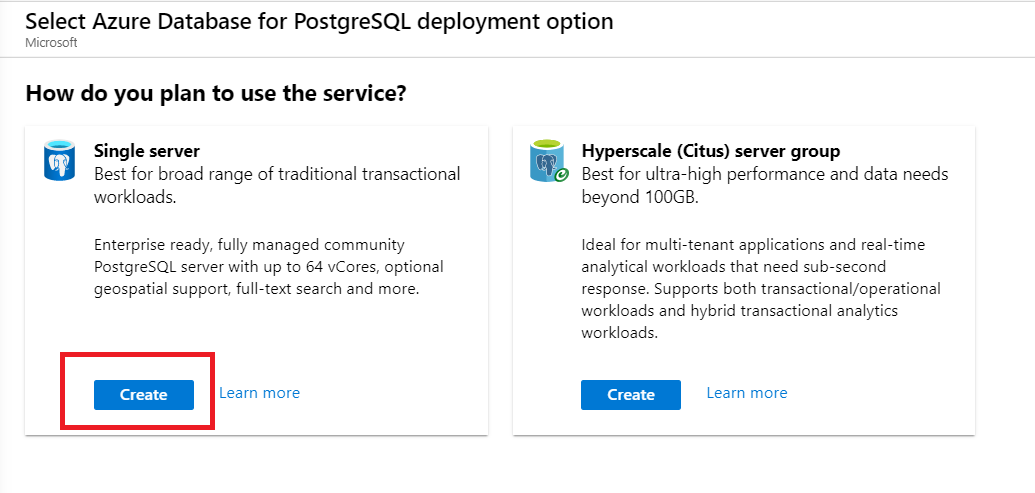 Select Azure Database for PostgreSQL deployment option
Microsoft
How do you plan to use the service?
Single server
Best for broad range of traditional transactional
workloads.
Enterprise ready, fully managed community
PostgreSQL server with up to 64 vCores, optional
geospatial support, full-text search and more.
Create
Learn more
Hyperscale (Citus) server group
Best for ultra-high performance and data needs
beyond 100GB.
Ideal for multi-tenant applications and real-time
analytical workloads that need sub-second
response. Supports both transactional/operational
workloads and hybrid transactional analytics
workloads.
Create
Learn more